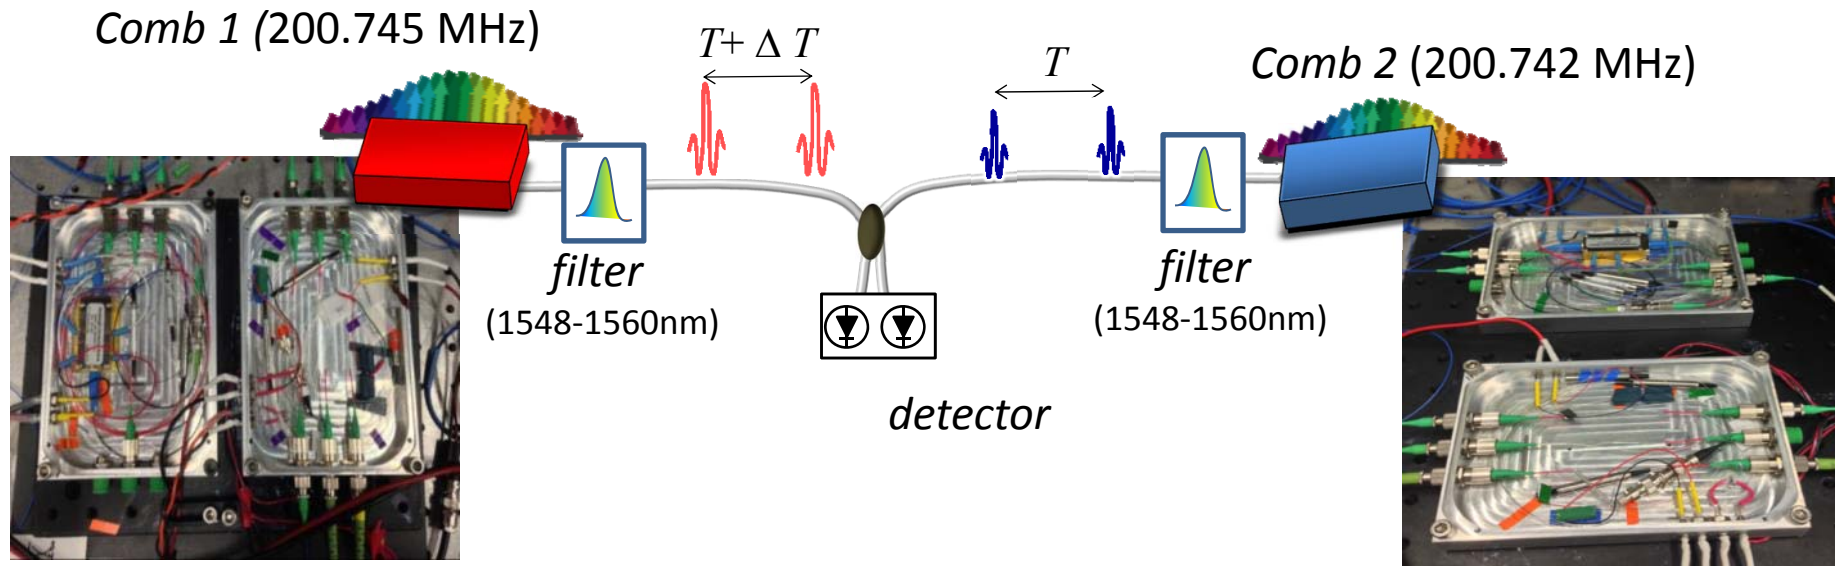 Comb 1 (200.745 MHz)
T+ Δ T
T
Comb 2 (200.742 MHz)
filter
(1548-1560nm)
filter
(1548-1560nm)
detector